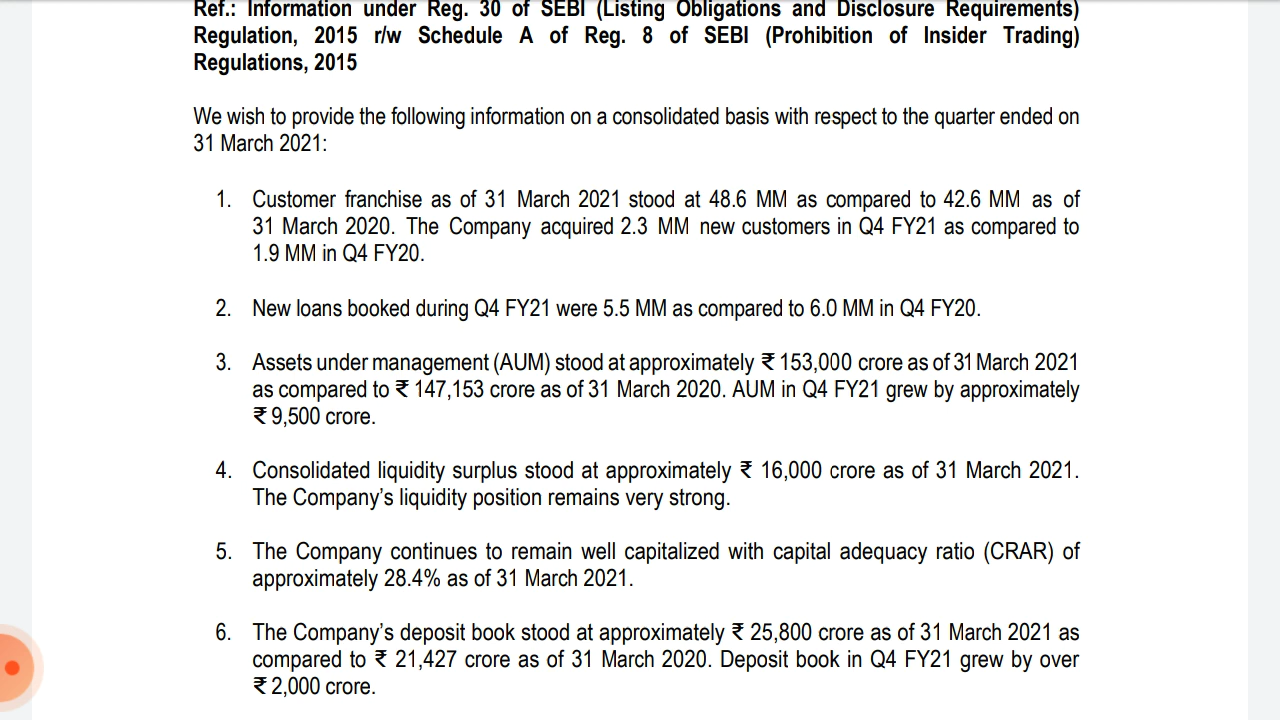 Ref.: Information under Reg. 30 of SEBI (Listing Obligations and Disclosure Requirements)
Regulation, 2015 r/w Schedule A of Reg. 8 of SEBI (Prohibition of Insider Trading)
Regulations, 2015
We wish to provide the following information on a consolidated basis with respect to the quarter ended on
31 March 2021:
1. Customer franchise as of 31 March 2021 stood at 48.6 MM as compared to 42.6 MM as of
31 March 2020. The Company acquired 2.3 MM new customers in Q4 FY21 as compared to
1.9 MM in Q4 FY20.
2. New loans booked during Q4 FY21 were 5.5 MM as compared to 6.0 MM in Q4 FY20.
3. Assets under management (AUM) stood at approximately ₹ 153,000 crore as of 31 March 2021
as compared to ₹ 147,153 crore as of 31 March 2020. AUM in Q4 FY21 grew by approximately
₹ 9,500 crore.
4. Consolidated liquidity surplus stood at approximately ₹ 16,000 crore as of 31 March 2021.
The Company’s liquidity position remains very strong.
5. The Company continues to remain well capitalized with capital adequacy ratio (CRAR) of
approximately 28.4% as of 31 March 2021.
6. The Company’s deposit book stood at approximately ₹ 25,800 crore as of 31 March 2021 as
compared to ₹ 21,427 crore as of 31 March 2020. Deposit book in Q4 FY21 grew by over
₹ 2,000 crore.